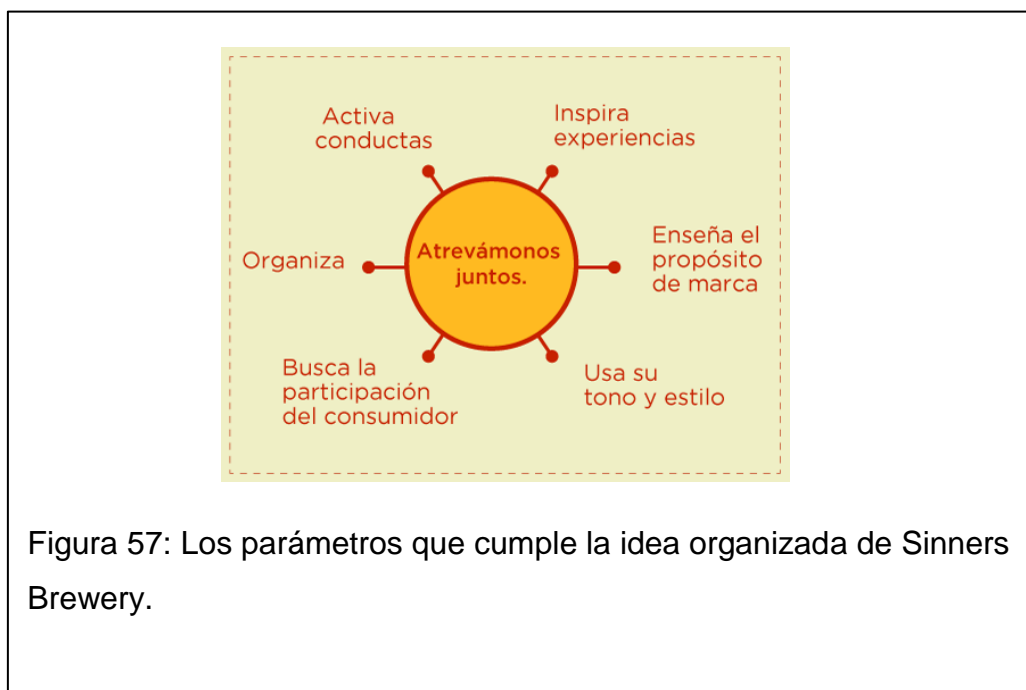 Activa
conductas
Inspira
experiencias
Organiza
Atrevámonos
juntos.
Enseña el
propósito
de marca
Busca la
participación
del consumidor
Usa su
tono y estilo
Figura 57: Los parámetros que cumple la idea organizada de Sinners
Brewery.